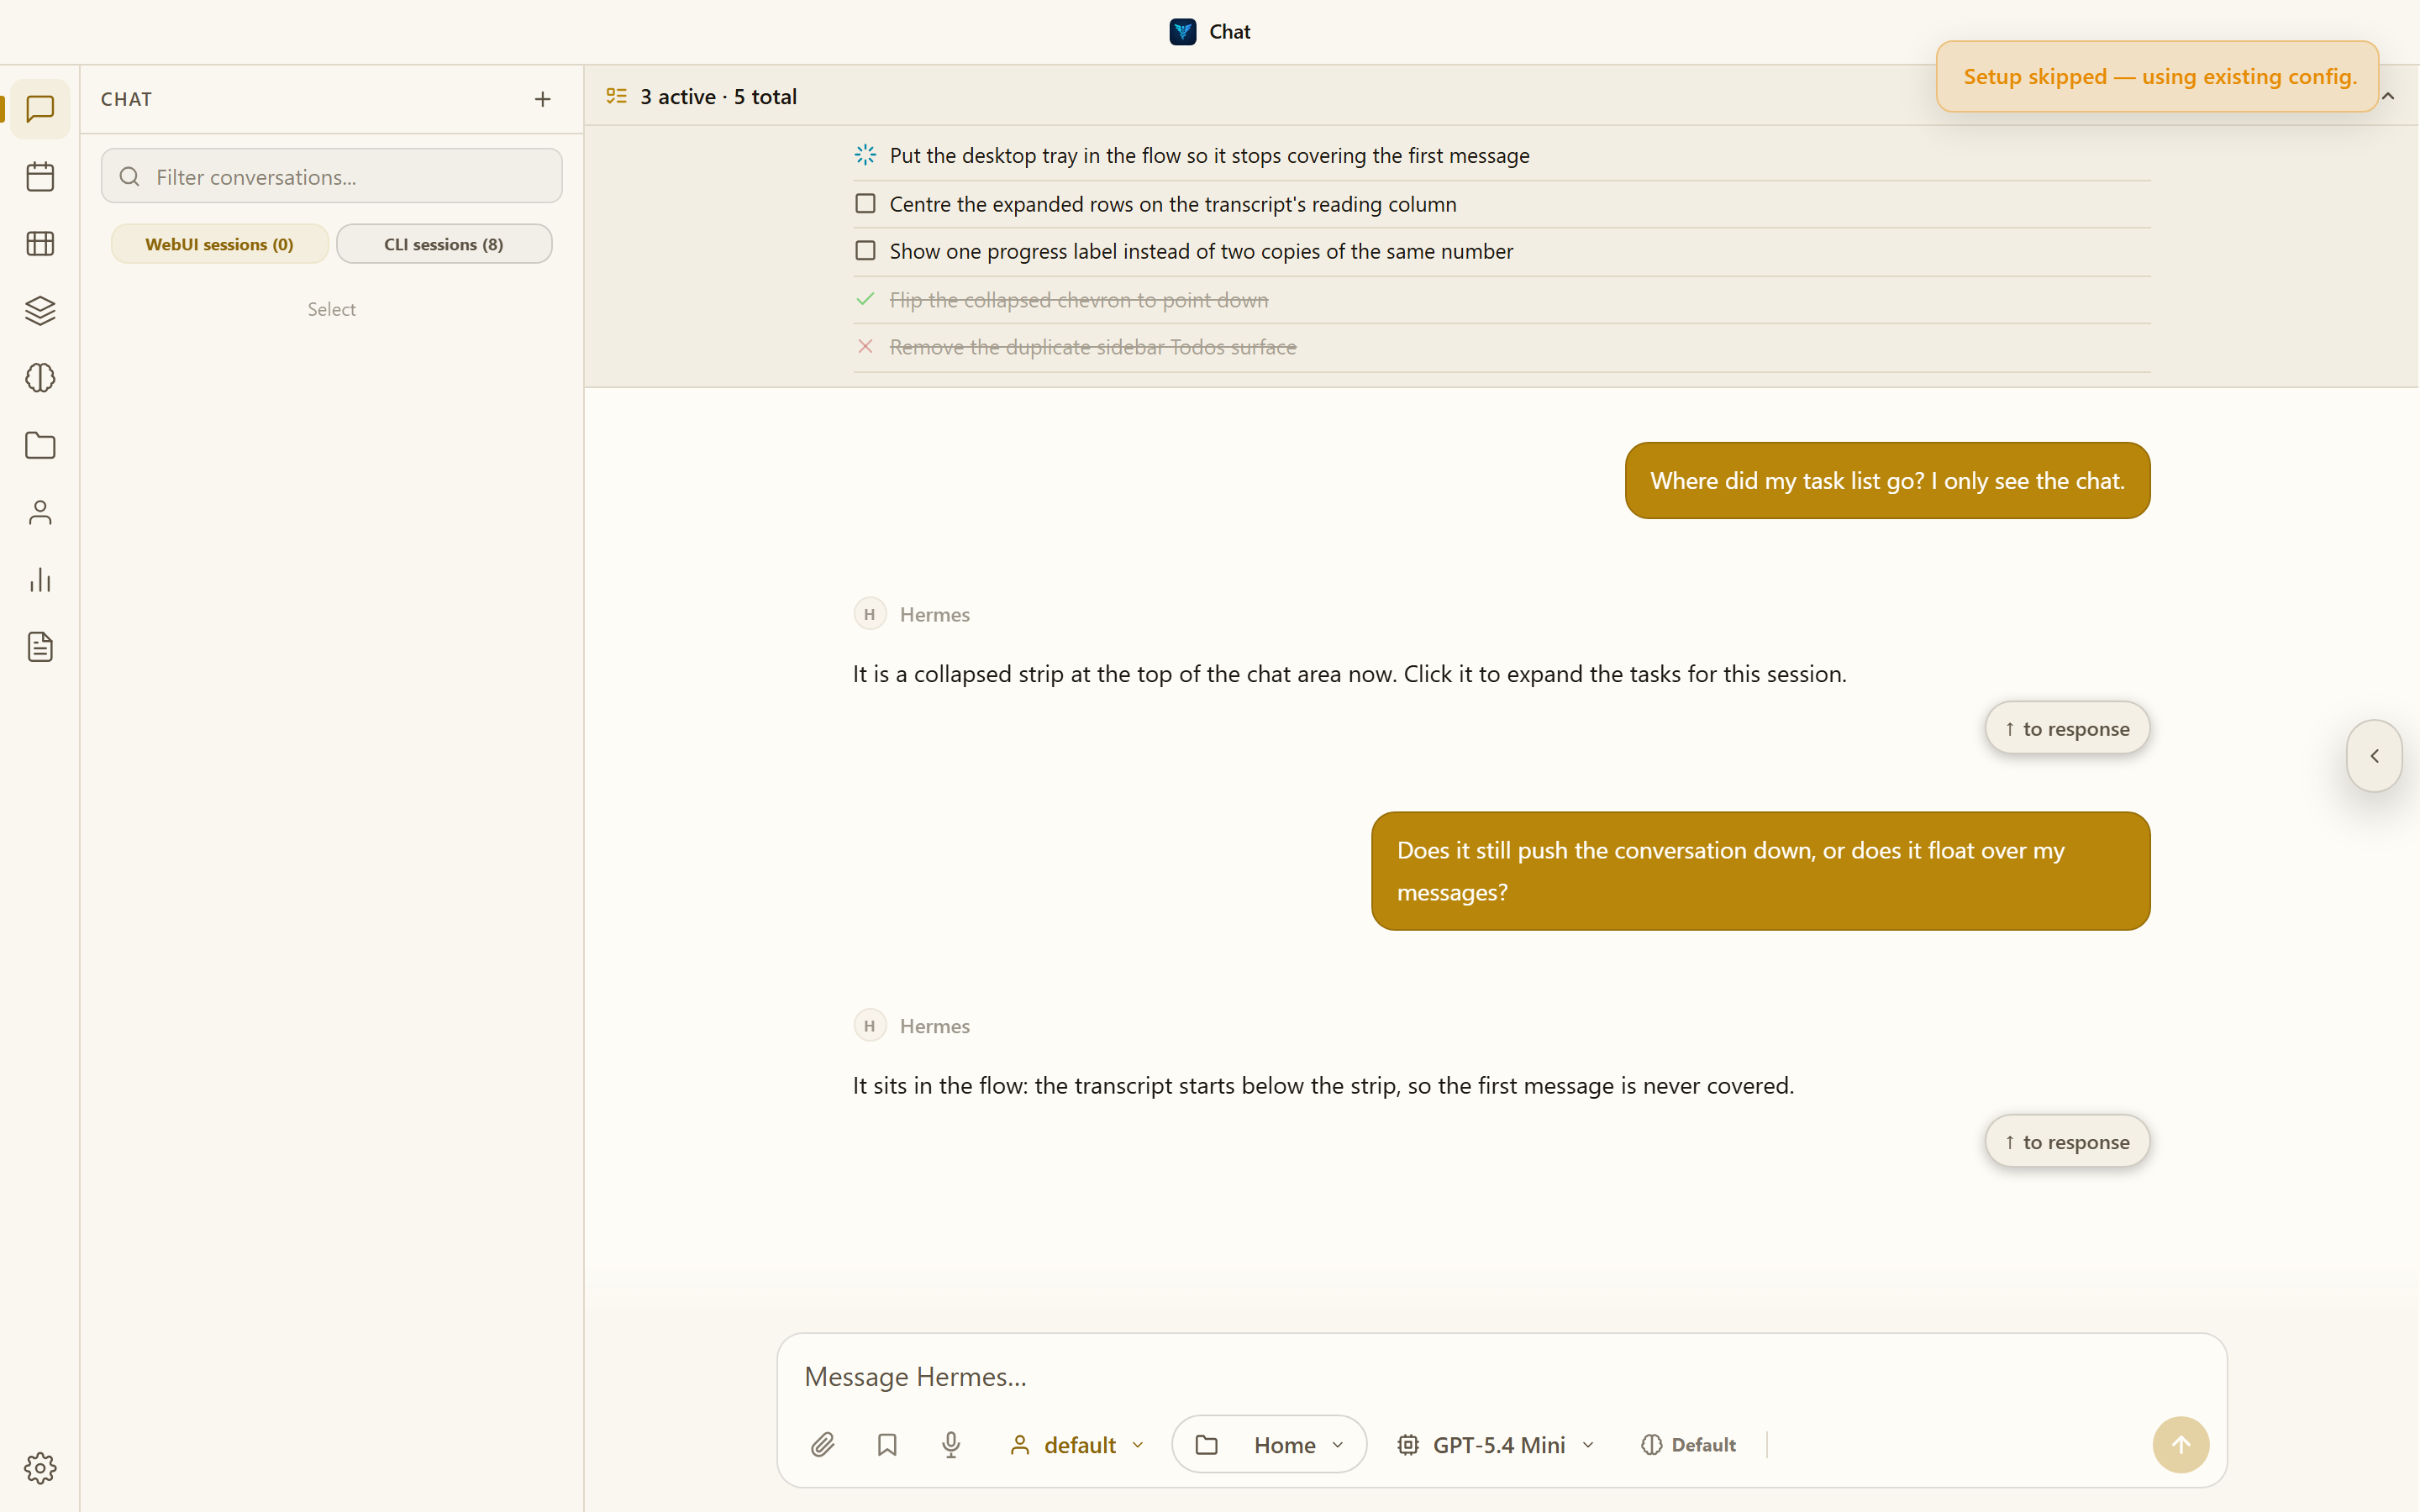 Chat
Setup skipped — using existing config.
CHAT
Filter conversations...
WebUI sessions (0)
CLI sessions (8)
Select
3 active · 5 total
Put the desktop tray in the flow so it stops covering the first message
Centre the expanded rows on the transcript's reading column
Show one progress label instead of two copies of the same number
Flip the collapsed chevron to point down
Remove the duplicate sidebar Todos surface
Where did my task list go? I only see the chat.
H Hermes
It is a collapsed strip at the top of the chat area now. Click it to expand the tasks for this session.
↑ to response
Does it still push the conversation down, or does it float over my
messages?
H Hermes
It sits in the flow: the transcript starts below the strip, so the first message is never covered.
↑ to response
Message Hermes...
default
Home
GPT-5.4 Mini
Default